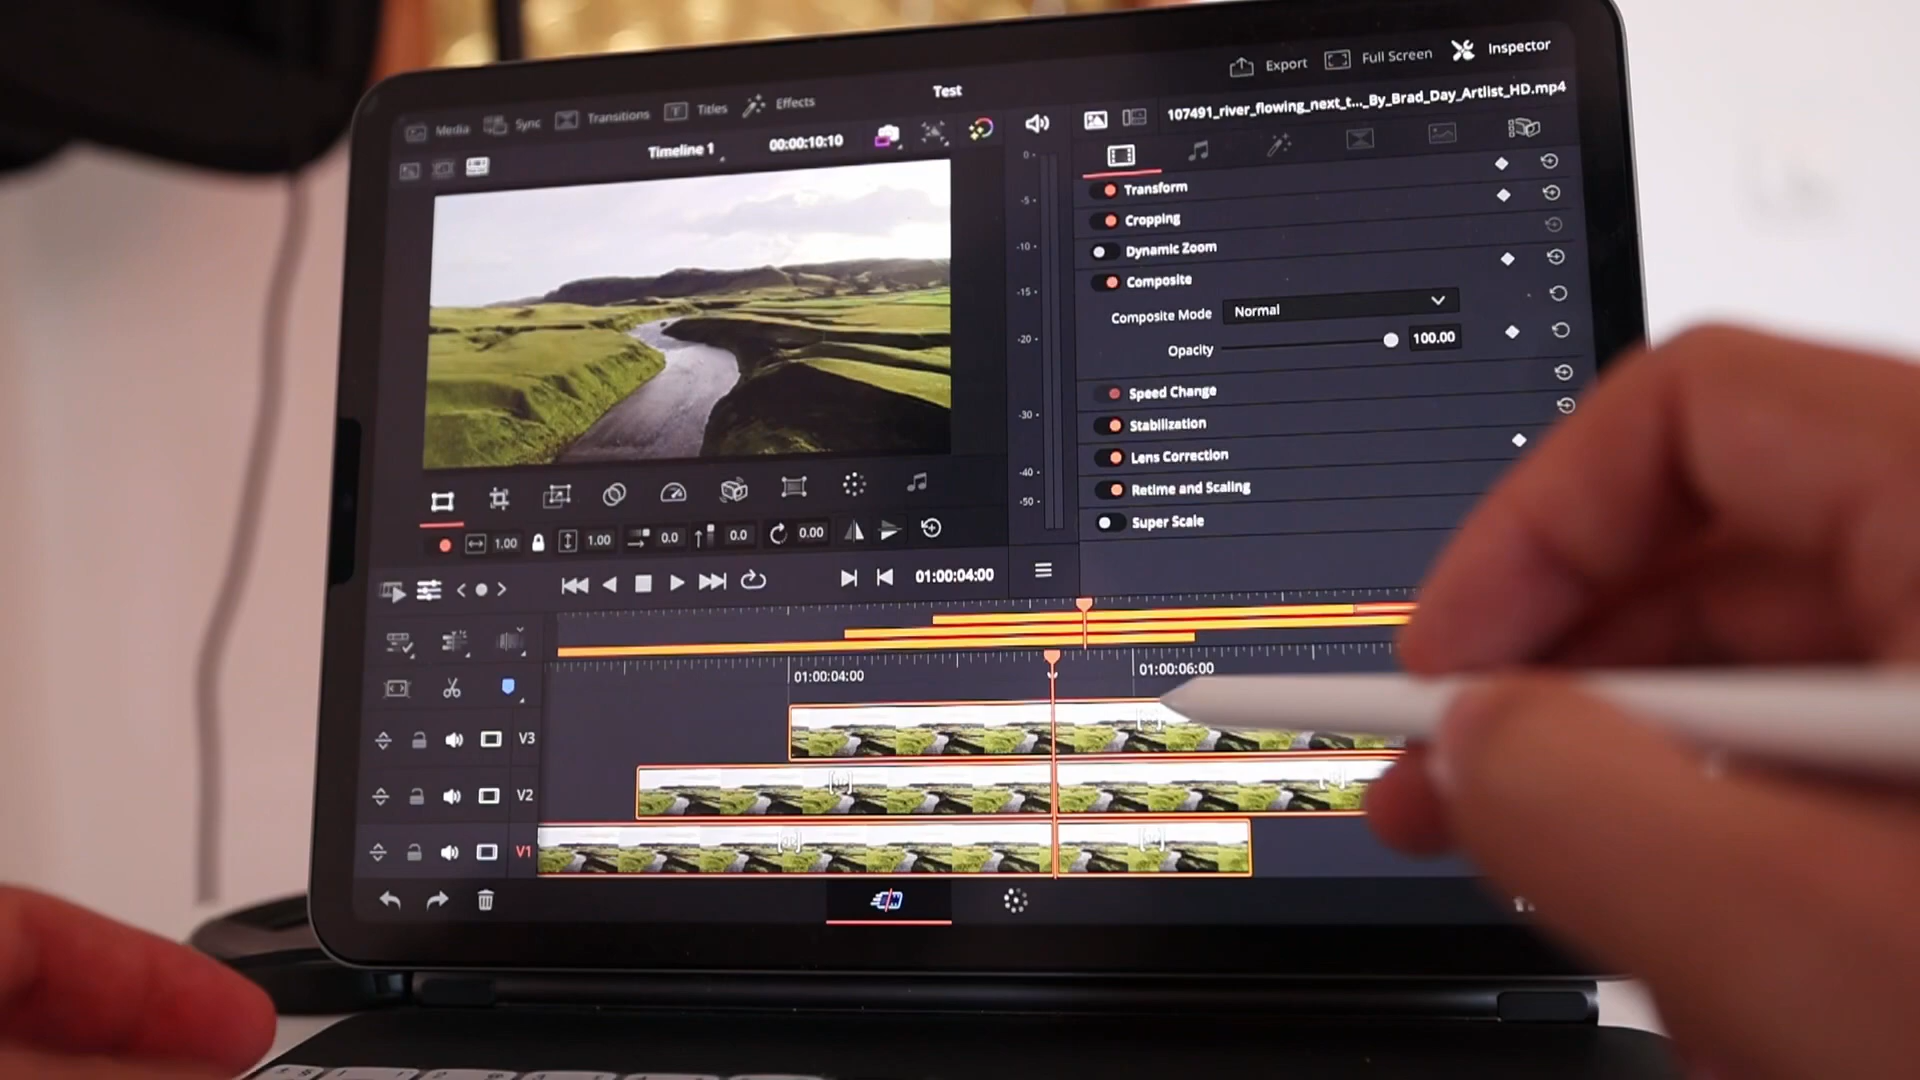 Export Full Screen Inspector
Media Sync Transitions Titles Effects
Test
107491_river_flowing_next_t..._By_Brad_Day_Artlist_HD.mp4
Timeline 1 00:00:10:10
0
-5
-10
-15
-20
-30
-40
-50
Transform
Cropping
Dynamic Zoom
Composite
Composite Mode Normal
Opacity 100.00
Speed Change
Stabilization
Lens Correction
Retime and Scaling
Super Scale
1.00 1.00 0.0 0.0 0.00
01:00:04:00
01:00:04:00 01:00:06:00
V3
V2
V1